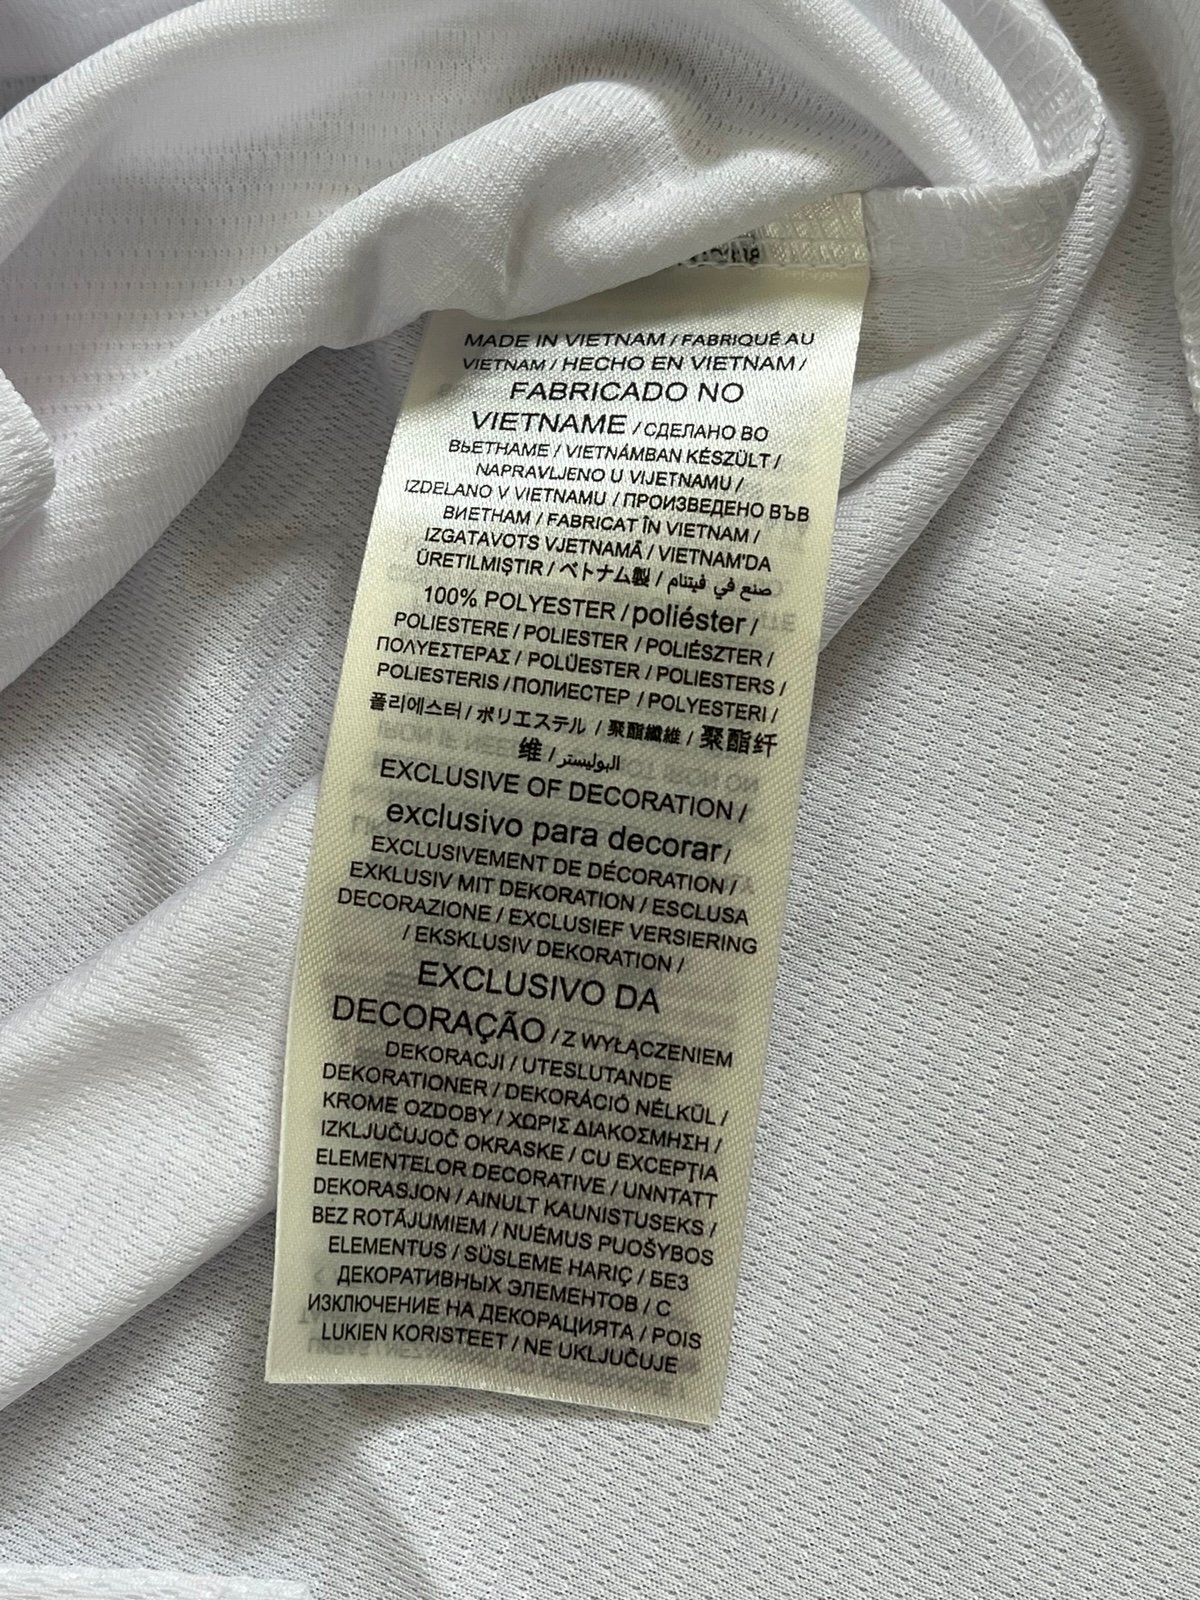 MADE IN VIETNAM / FABRIQUÉ AU
VIETNAM / HECHO EN VIETNAM /
FABRICADO NO
VIETNAME / СДЕЛАНО ВО
ВЬЕТНАМЕ / VIETNÁMBAN KÉSZÜLT /
NAPRAVLJENO U VIJETNAMU /
IZDELANO V VIETNAMU / ПРОИЗВЕДЕНО ВЪВ
ВИЕТНАМ / FABRICAT ÎN VIETNAM /
IZGATAVOTS VJETNAMĀ / VIETNAM'DA
ÜRETILMIŞTIR / ベトナム製 / صنع في فيتنام
100% POLYESTER / poliéster /
POLIESTERE / POLIESTER / POLIÉSZTER /
ΠΟΛΥΕΣΤΕΡΑΣ / POLÜESTER / POLIESTERS /
POLIESTERIS / ПОЛИЕСТЕР / POLYESTERI /
폴리에스터 / ポリエステル / 聚酯纖維 / 聚酯纤
维 / البوليستر
EXCLUSIVE OF DECORATION /
exclusivo para decorar /
EXCLUSIVEMENT DE DÉCORATION /
EXKLUSIV MIT DEKORATION / ESCLUSA
DECORAZIONE / EXCLUSIEF VERSIERING
/ EKSKLUSIV DEKORATION /
EXCLUSIVO DA
DECORAÇÃO / Z WYŁĄCZENIEM
DEKORACJI / UTESLUTANDE
DEKORATIONER / DEKORÁCIÓ NÉLKÜL /
KROME OZDOBY / ΧΩΡΙΣ ΔΙΑΚΟΣΜΗΣΗ /
IZKLJUČUJOČ OKRASKE / CU EXCEPŢIA
ELEMENTELOR DECORATIVE / UNNTATT
DEKORASJON / AINULT KAUNISTUSEKS /
BEZ ROTĀJUMIEM / NUĖMUS PUOŠYBOS
ELEMENTUS / SÜSLEME HARIÇ / БЕЗ
ДЕКОРАТИВНЫХ ЭЛЕМЕНТОВ / С
ИЗКЛЮЧЕНИЕ НА ДЕКОРАЦИЯТА / POIS
LUKIEN KORISTEET / NE UKLJUČUJE